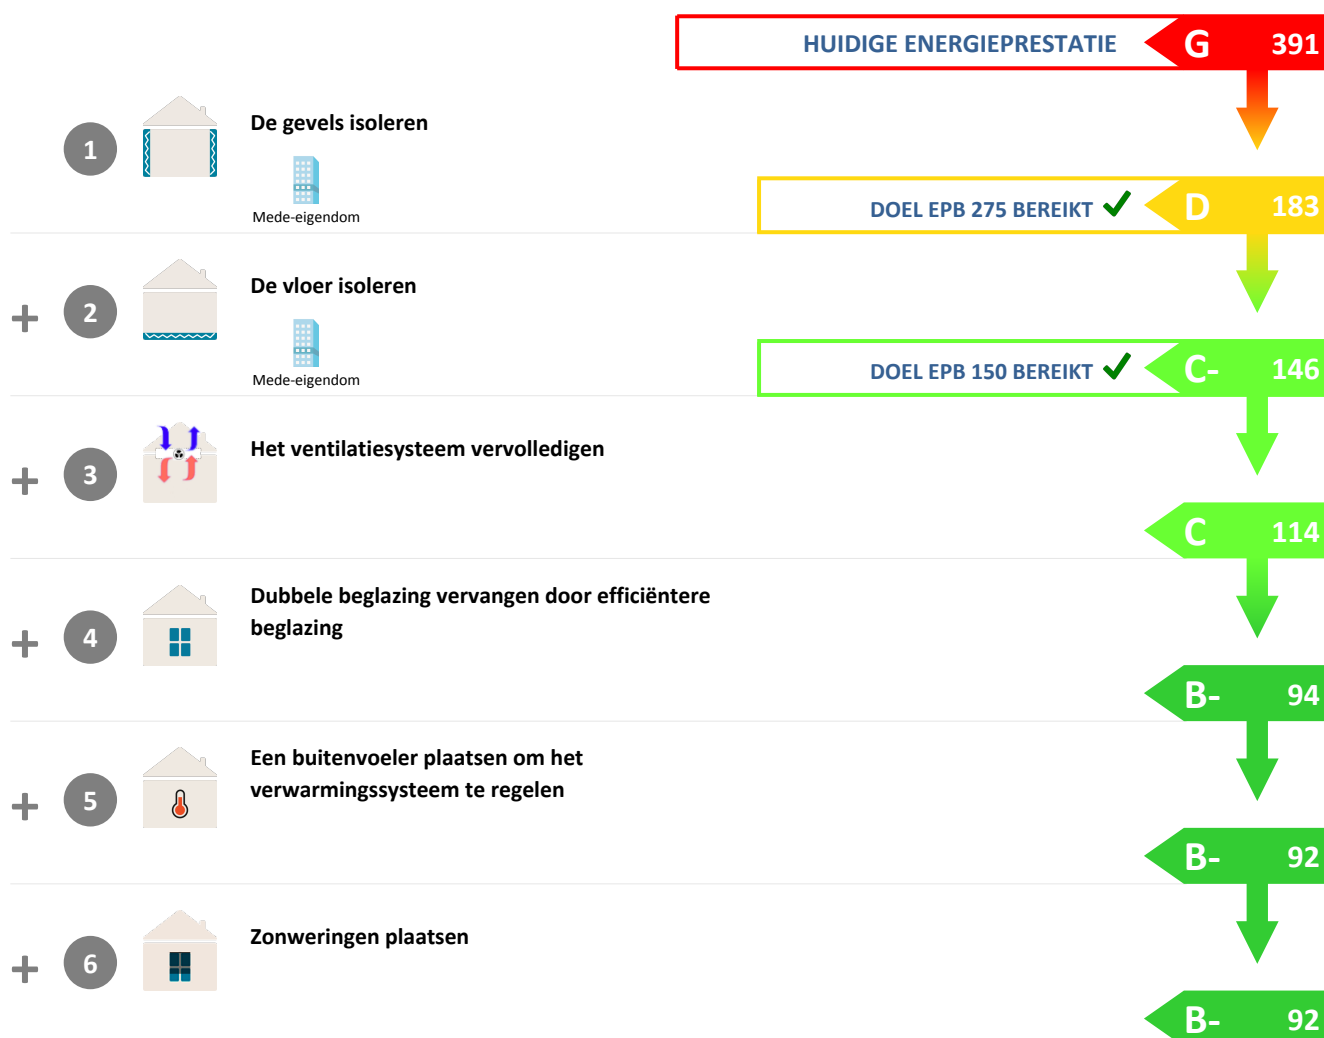 HUIDIGE ENERGIEPRESTATIE G 391
1 De gevels isoleren
Mede-eigendom
DOEL EPB 275 BEREIKT ✔ D 183
+ 2 De vloer isoleren
Mede-eigendom
DOEL EPB 150 BEREIKT ✔ C- 146
+ 3 Het ventilatiesysteem vervolledigen
C 114
+ 4 Dubbele beglazing vervangen door efficiëntere
beglazing
B- 94
+ 5 Een buitenvoeler plaatsen om het
verwarmingssysteem te regelen
B- 92
+ 6 Zonweringen plaatsen
B- 92